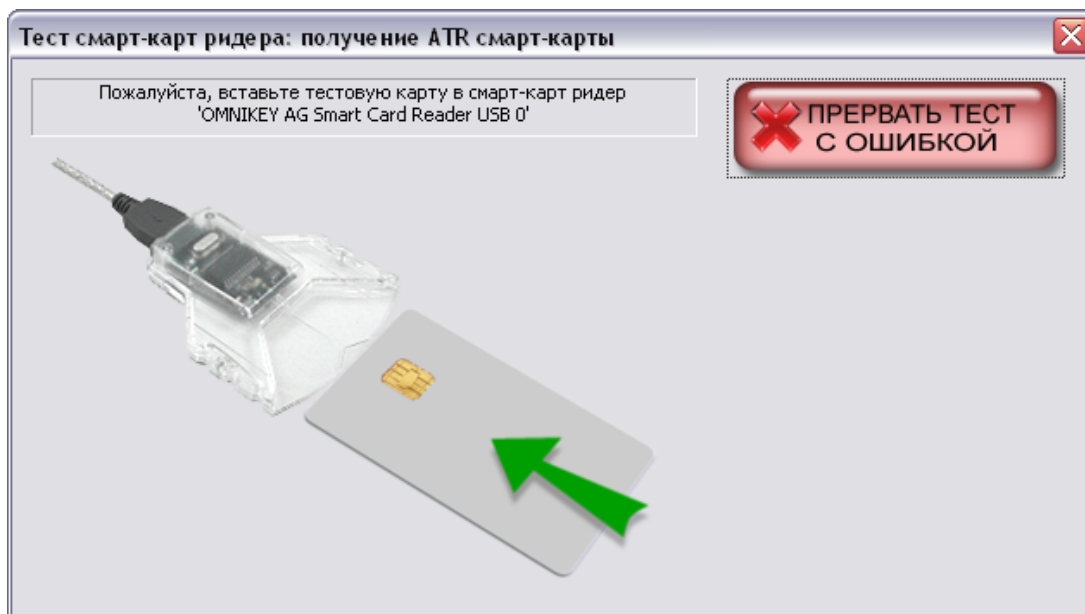 Тест смарт-карт ридера: получение ATR смарт-карты
Пожалуйста, вставьте тестовую карту в смарт-карт ридер
'OMNIKEY AG Smart Card Reader USB 0'
ПРЕРВАТЬ ТЕСТ
С ОШИБКОЙ